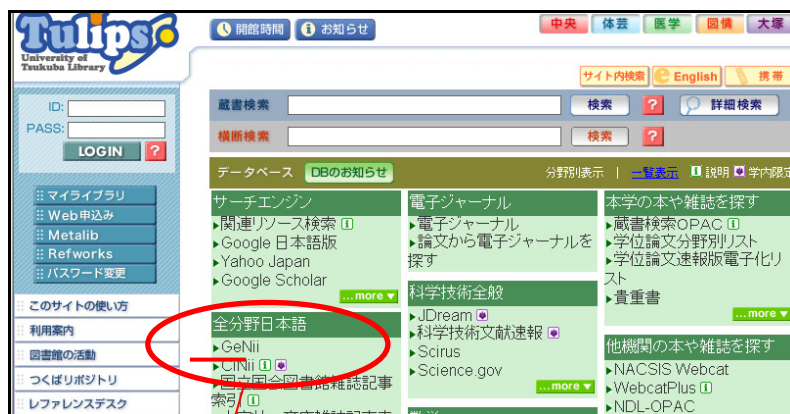 Tulips
University of
Tsukuba Library
開館時間
お知らせ
中央
体芸
医学
図情
大塚
サイト内検索
English
携帯
ID:
PASS:
LOGIN
?
マイライブラリ
Web申込み
Metalib
Refworks
パスワード変更
このサイトの使い方
利用案内
図書館の活動
つくばリポジトリ
レファレンスデスク
蔵書検索
検索
?
詳細検索
横断検索
検索
?
データベース
DBのお知らせ
分野別表示 | 一覧表示
説明
学内限定
サーチエンジン
関連リソース検索
Google 日本語版
Yahoo Japan
Google Scholar
...more
全分野日本語
GeNii
CiNii
国立国会図書館雑誌記事
索引
電子ジャーナル
電子ジャーナル
論文から電子ジャーナルを
探す
科学技術全般
JDream
科学技術文献速報
Scirus
Science.gov
...more
本学の本や雑誌を探す
蔵書検索OPAC
学位論文分野別リスト
学位論文速報版電子化リ
スト
貴重書
...more
他機関の本や雑誌を探す
NACSIS Webcat
WebcatPlus
NDL-OPAC